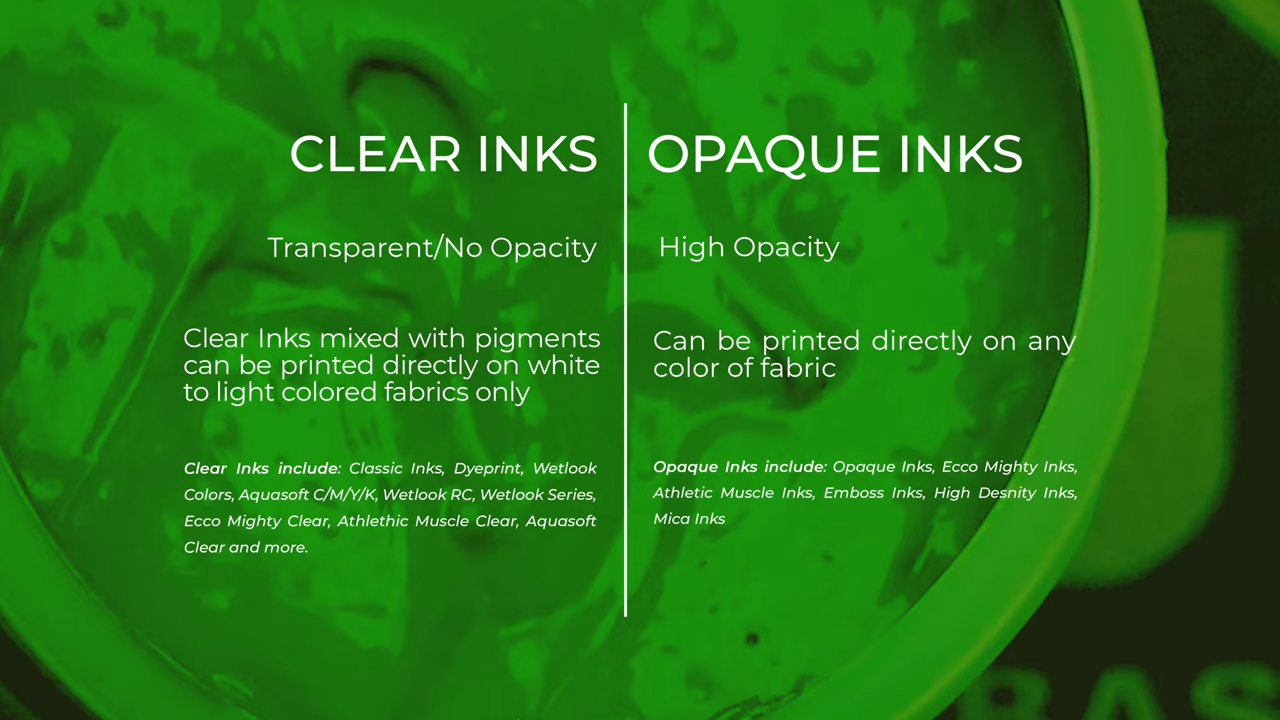 CLEAR INKS
Transparent/No Opacity
Clear Inks mixed with pigments
can be printed directly on white
to light colored fabrics only
Clear Inks include: Classic Inks, Dyeprint, Wetlook
Colors, Aquasoft C/M/Y/K, Wetlook RC, Wetlook Series,
Ecco Mighty Clear, Athlethic Muscle Clear, Aquasoft
Clear and more.
OPAQUE INKS
High Opacity
Can be printed directly on any
color of fabric
Opaque Inks include: Opaque Inks, Ecco Mighty Inks,
Athletic Muscle Inks, Emboss Inks, High Desnity Inks,
Mica Inks